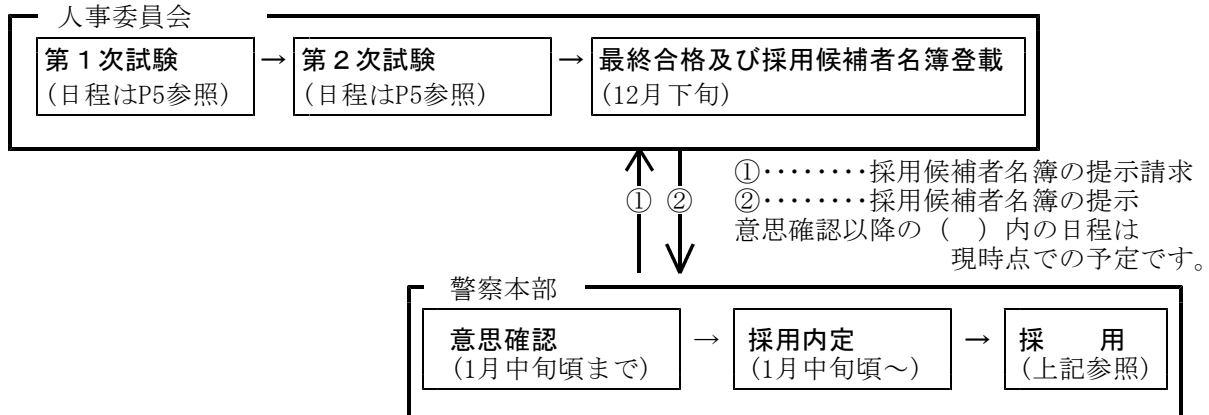 人事委員会
第１次試験
→
第２次試験
→
最終合格及び採用候補者名簿登載
(日程はP5参照)
(日程はP5参照)
(12月下旬)
①
②
①‥‥‥‥採用候補者名簿の提示請求
②‥‥‥‥採用候補者名簿の提示
意思確認以降の（　）内の日程は
現時点での予定です。
警察本部
意思確認
→
採用内定
→
採　　用
(1月中旬頃まで)
(1月中旬頃～)
(上記参照)